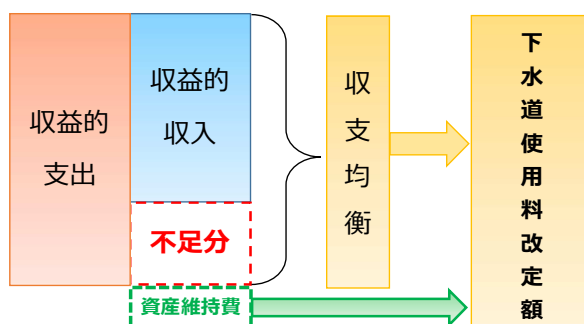 収益的
支出
収益的
収入
不足分
資産維持費
収支均衡
下水道使用料改定額